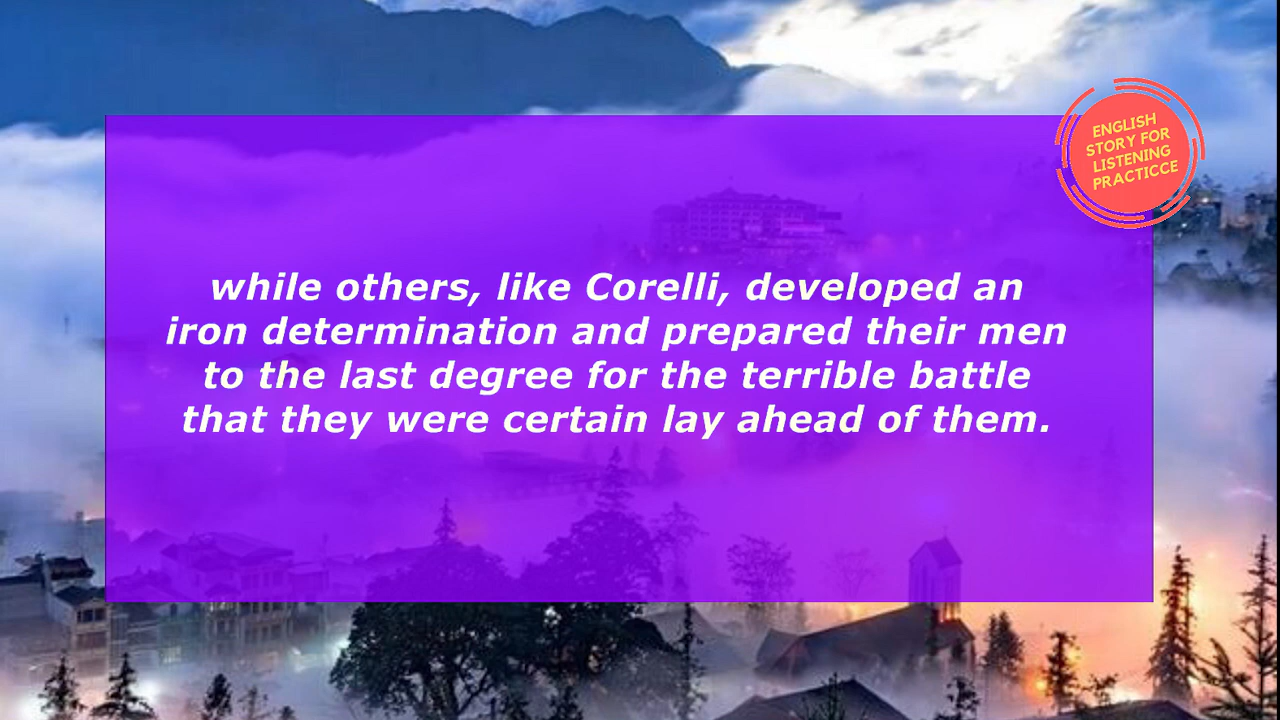 ENGLISH
STORY FOR
LISTENING
PRACTICCE
while others, like Corelli, developed an
iron determination and prepared their men
to the last degree for the terrible battle
that they were certain lay ahead of them.